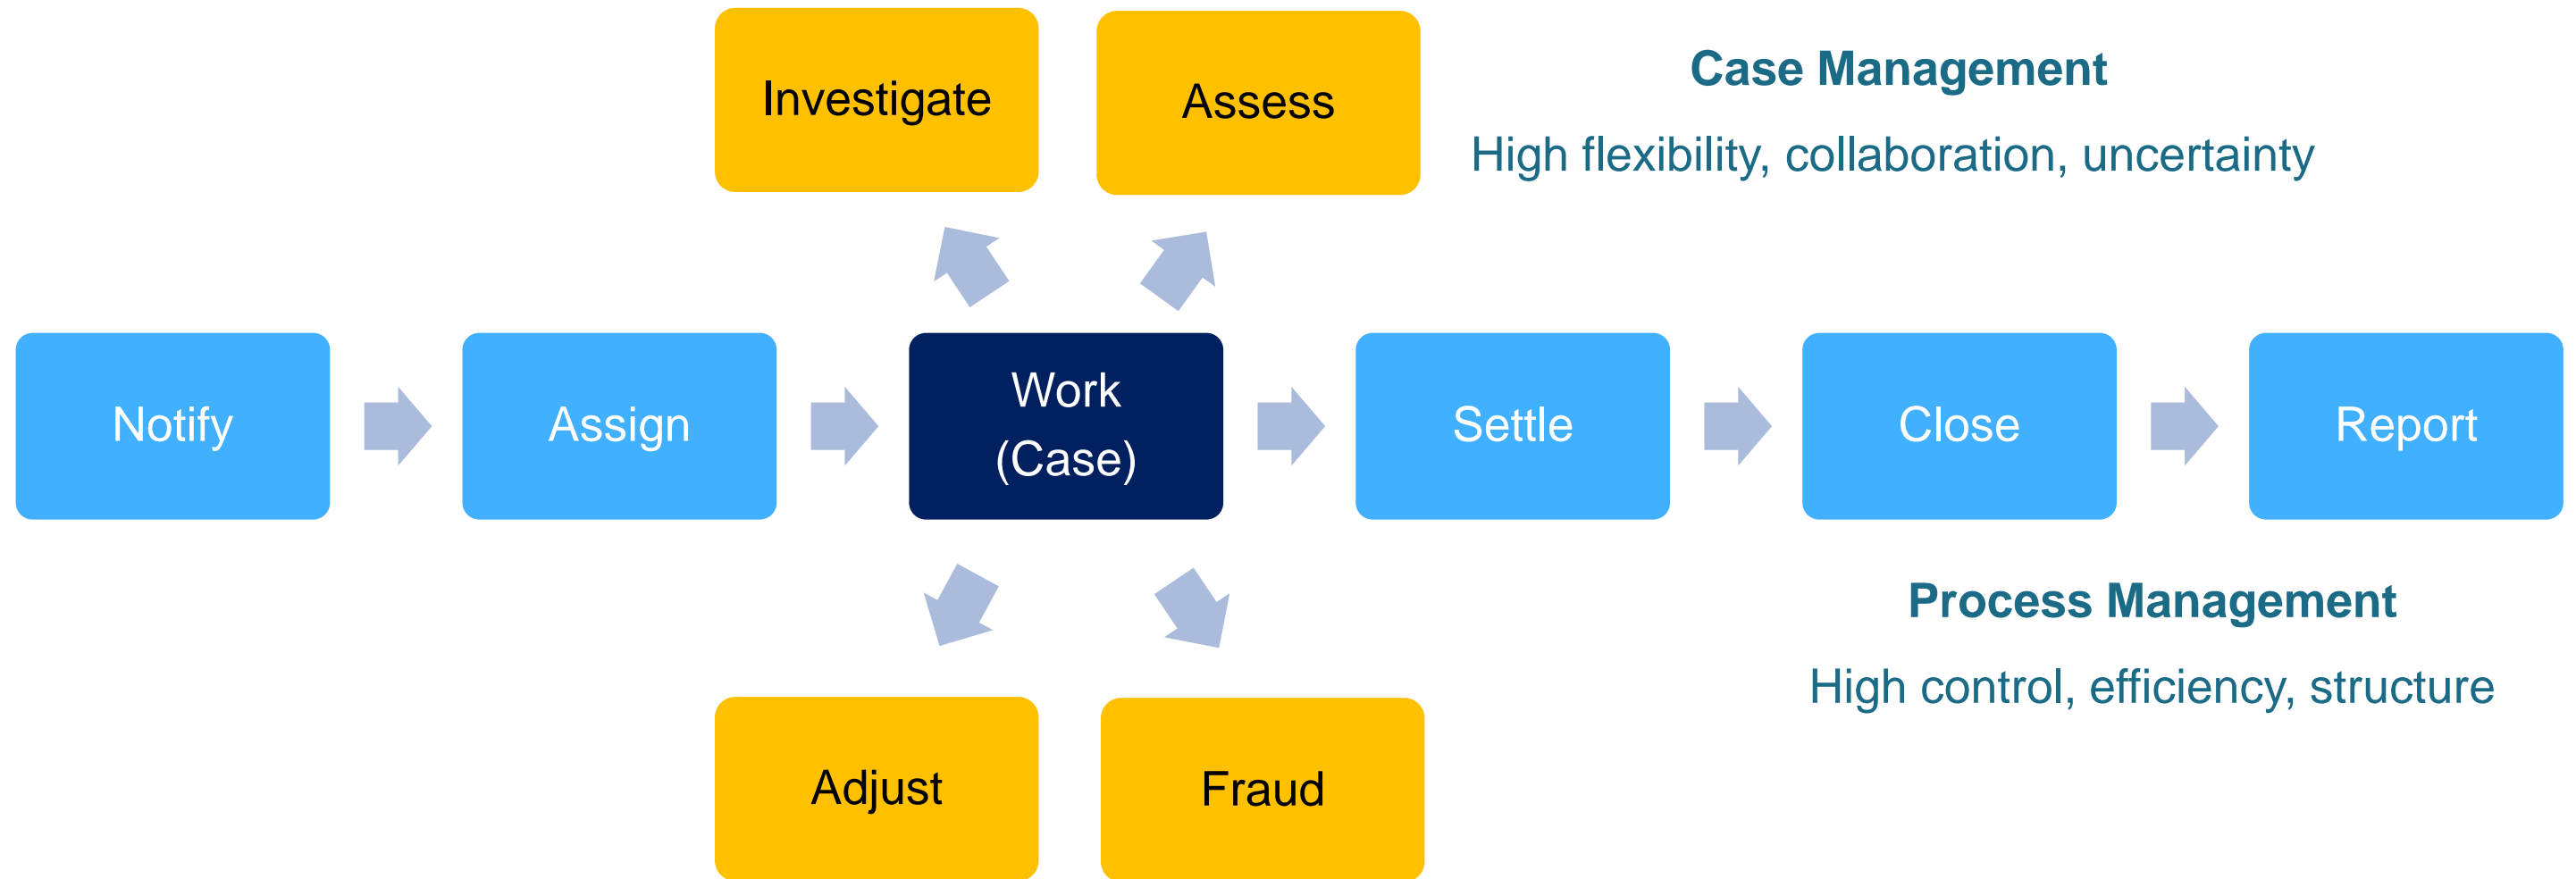 Investigate
Assess
Case Management
High flexibility, collaboration, uncertainty
Notify
Assign
Work
(Case)
Settle
Close
Report
Process Management
High control, efficiency, structure
Adjust
Fraud